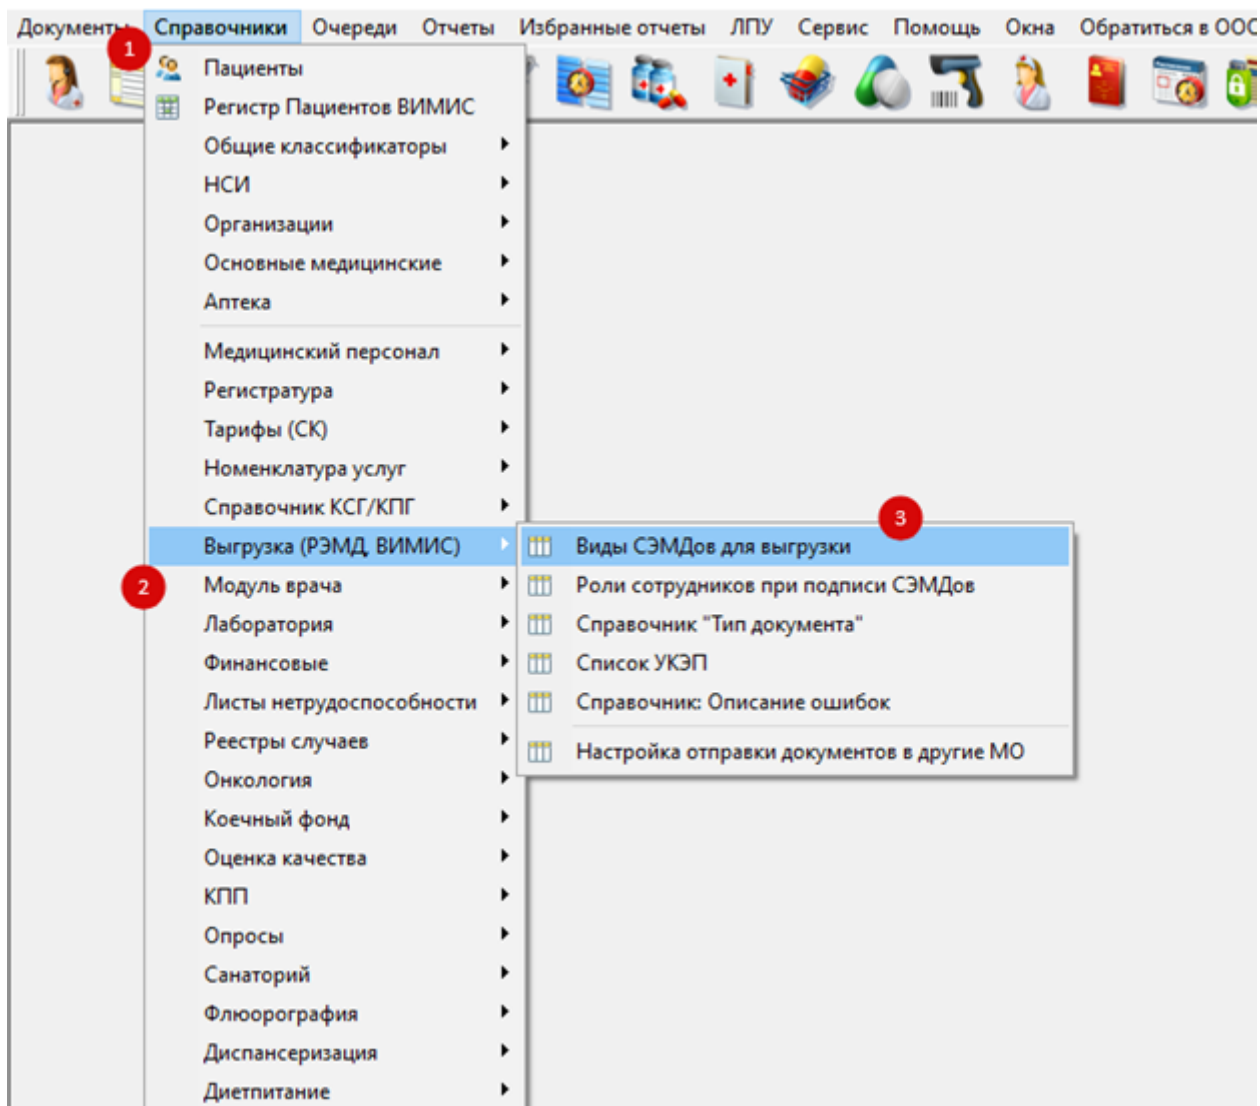 Документы Справочники Очереди Отчеты Избранные отчеты ЛПУ Сервис Помощь Окна Обратиться в ООС
1
Пациенты
Регистр Пациентов ВИМИС
Общие классификаторы
НСИ
Организации
Основные медицинские
Аптека
Медицинский персонал
Регистратура
Тарифы (СК)
Номенклатура услуг
Справочник КСГ/КПГ
3
Выгрузка (РЭМД, ВИМИС)
Виды СЭМДов для выгрузки
2
Модуль врача
Роли сотрудников при подписи СЭМДов
Лаборатория
Справочник "Тип документа"
Финансовые
Список УКЭП
Листы нетрудоспособности
Справочник: Описание ошибок
Реестры случаев
Настройка отправки документов в другие МО
Онкология
Коечный фонд
Оценка качества
КПП
Опросы
Санаторий
Флюорография
Диспансеризация
Диетпитание